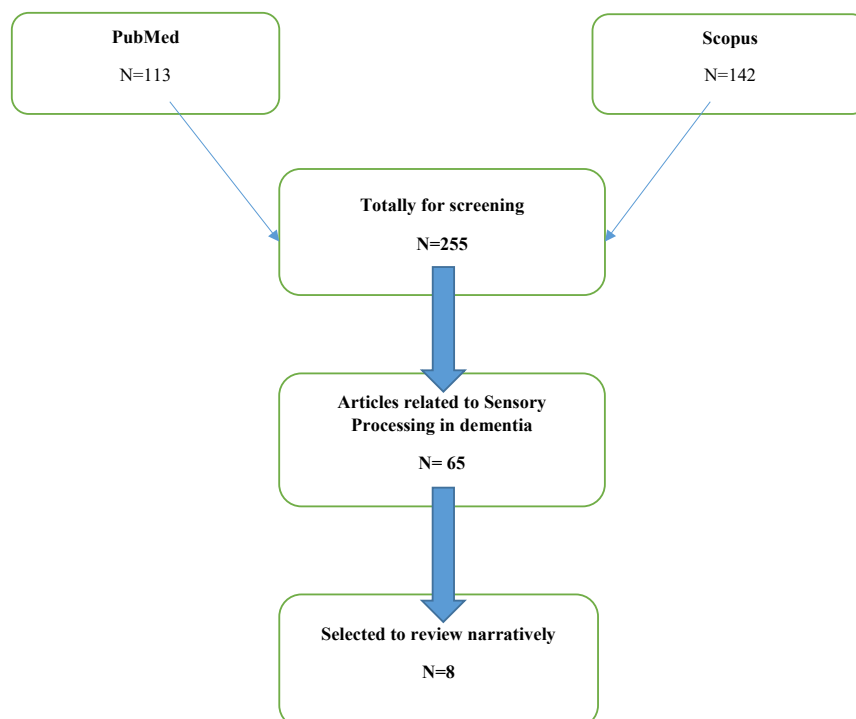 PubMed
N=113
Scopus
N=142
Totally for screening
N=255
Articles related to Sensory
Processing in dementia
N= 65
Selected to review narratively
N=8